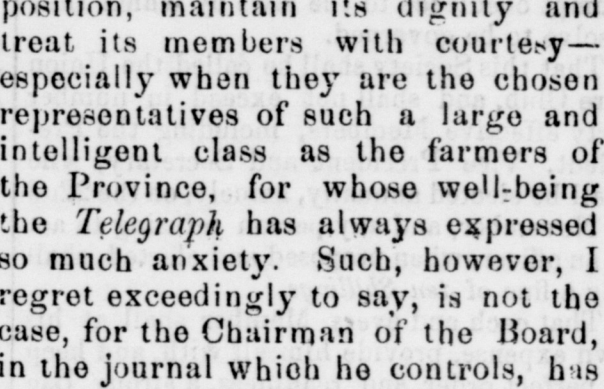 position, maintain its dignity and
treat its members with courtesy—
especially when they are the chosen
representatives of such a large and
intelligent class as the farmers of
the Province, for whose well-being
the Telegraph has always expressed
so much anxiety. Such, however, I
regret exceedingly to say, is not the
case, for the Chairman of the Board,
in the journal which he controls, has